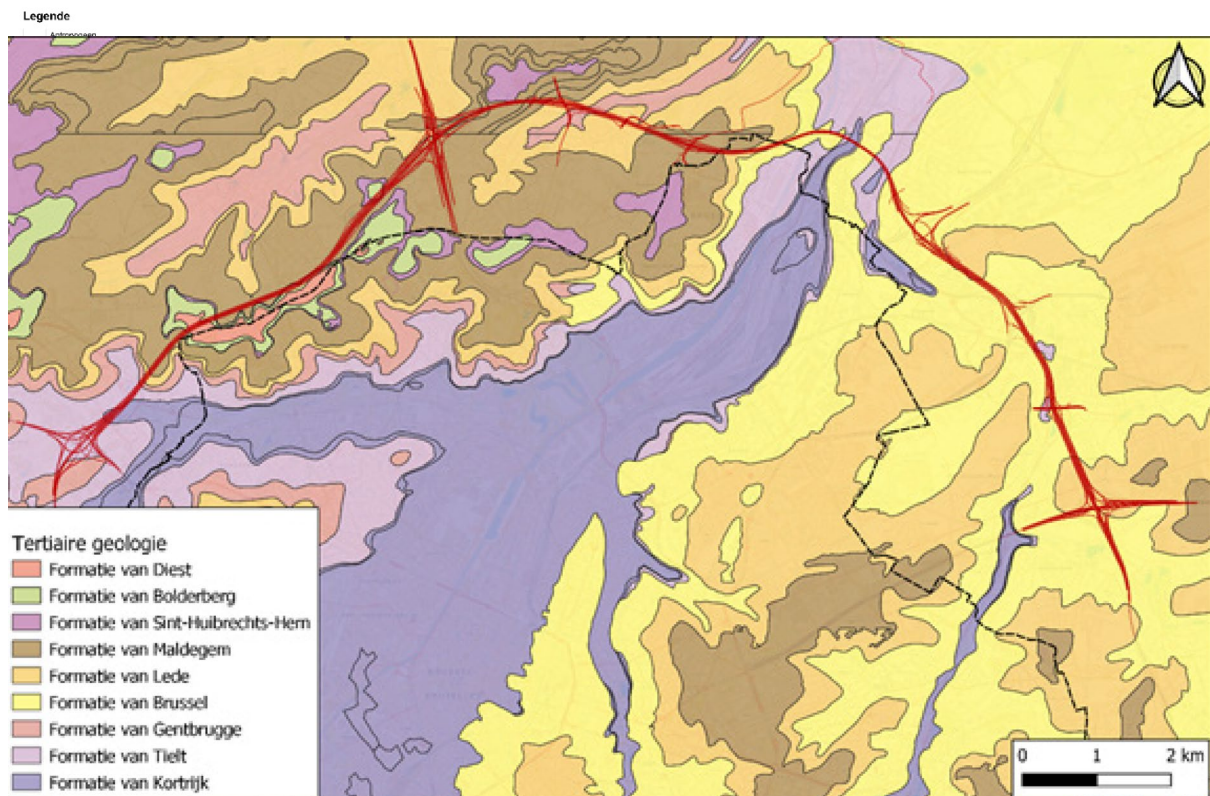 Legende
Antropogeen
Tertiaire geologie
Formatie van Diest
Formatie van Bolderberg
Formatie van Sint-Huibrechts-Hern
Formatie van Maldegem
Formatie van Lede
Formatie van Brussel
Formatie van Gentbrugge
Formatie van Tielt
Formatie van Kortrijk
0 1 2 km